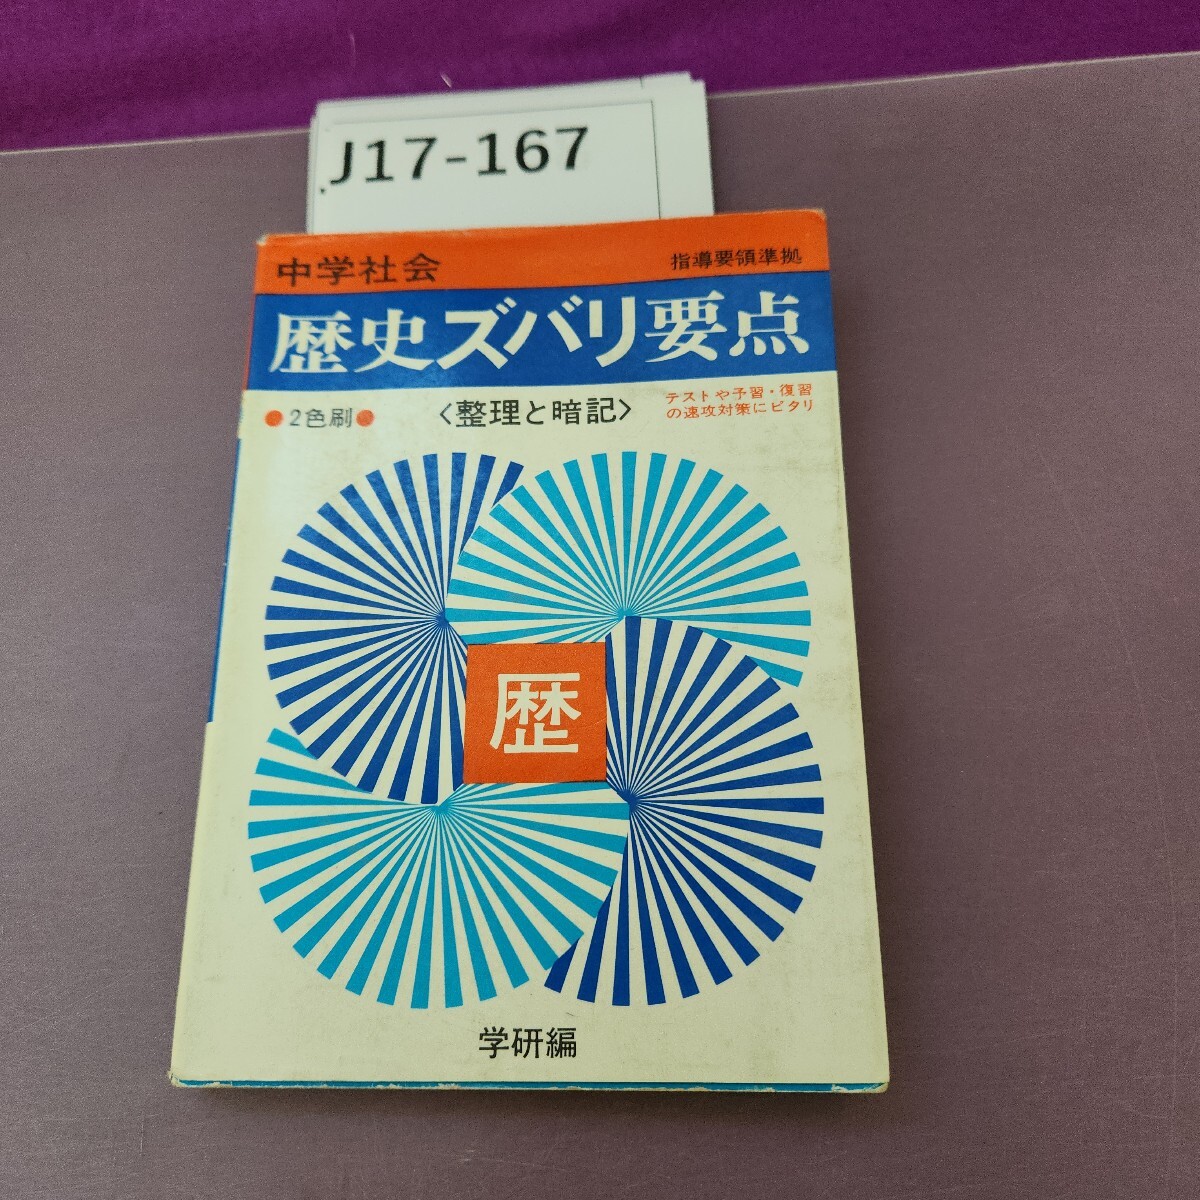 J17-167
中学社会
指導要領準拠
歴史ズバリ要点
●2色刷●
〈整理と暗記〉
テストや予習・復習
の速攻対策にピタリ
歴
学研編